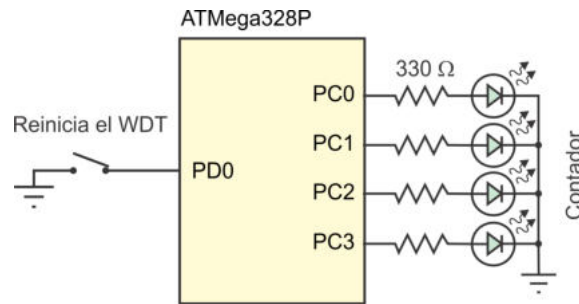 ATMega328P
330 Ω
PC0
Reinicia el WDT
PC1
PD0
PC2
PC3
Contador